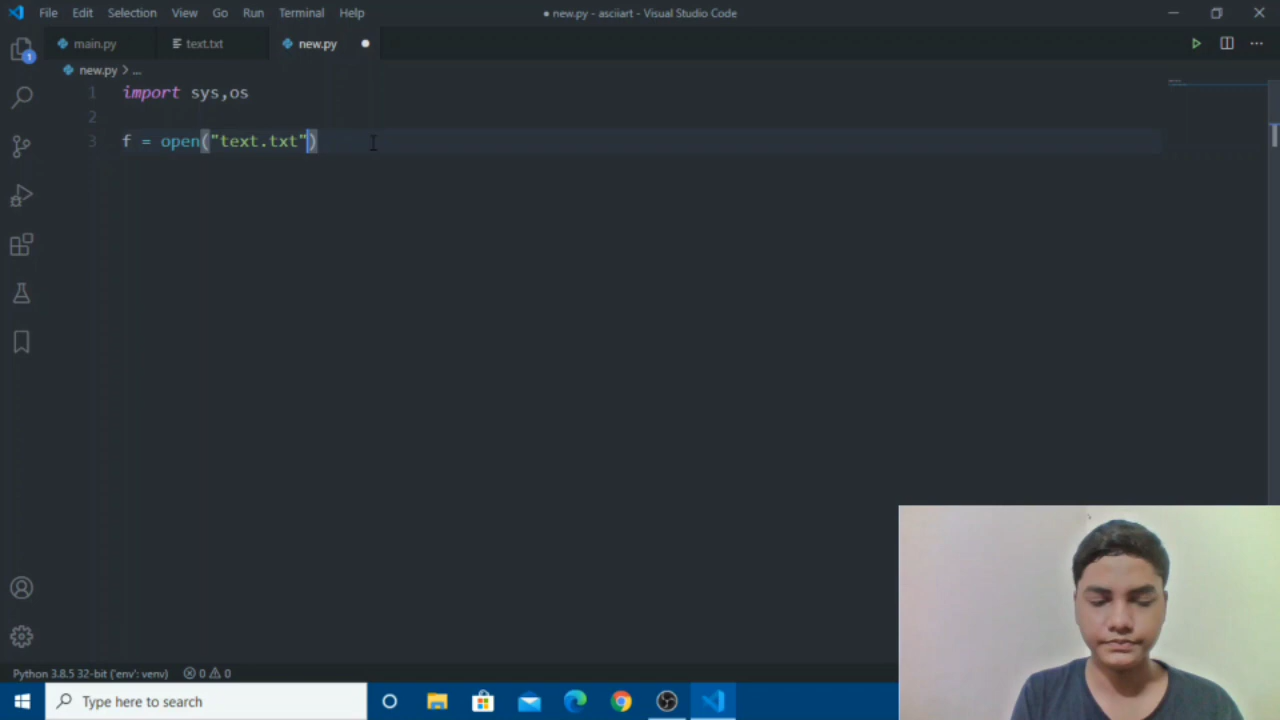 File Edit Selection View Go Run Terminal Help
● new.py - asciiart - Visual Studio Code
main.py
text.txt
new.py ●
1
new.py > ...
1 import sys,os
2
3 f = open("text.txt")
Python 3.8.5 32-bit ('env': venv) 0 0
Type here to search